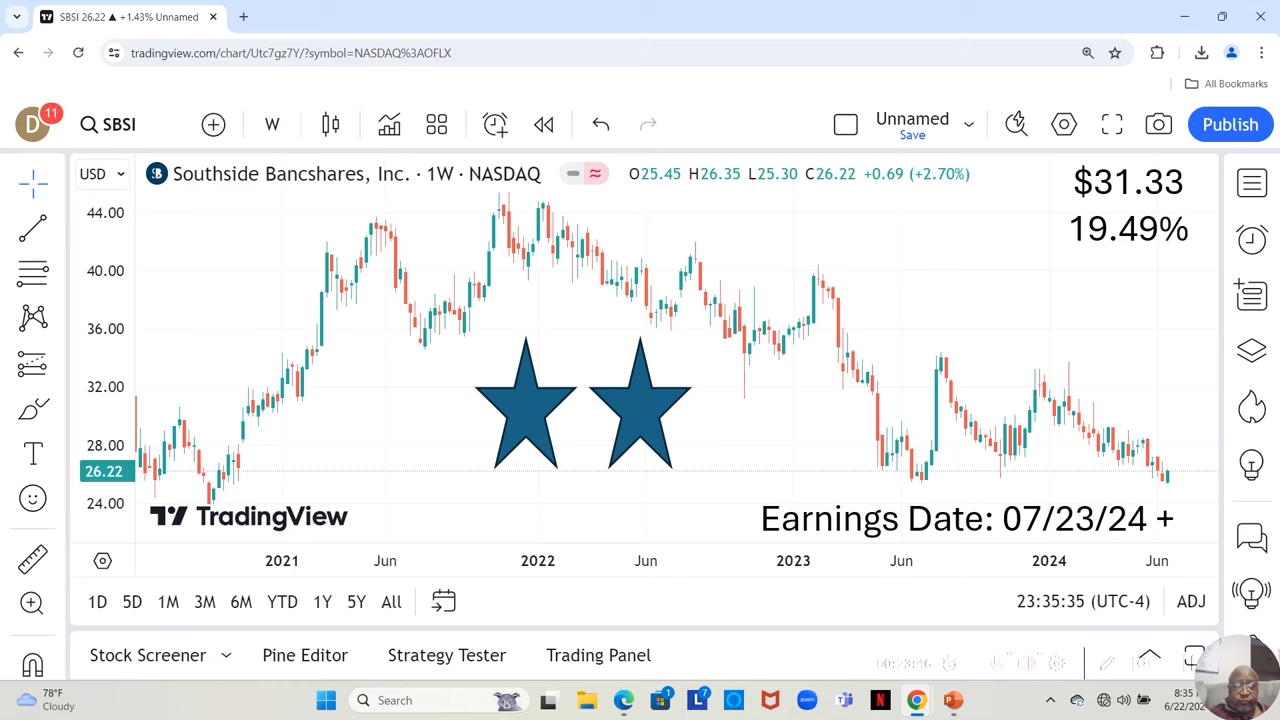 SBSI 26.22 ▲ +1.43% Unnamed
tradingview.com/chart/Utc7gz7Y/?symbol=NASDAQ%3AOFLX
All Bookmarks
D
11
SBSI
W
Unnamed
Save
Publish
USD
Southside Bancshares, Inc. · 1W · NASDAQ
O25.45 H26.35 L25.30 C26.22 +0.69 (+2.70%)
$31.33
19.49%
44.00
40.00
36.00
32.00
28.00
26.22
24.00
TradingView
Earnings Date: 07/23/24 +
2021 Jun 2022 Jun 2023 Jun 2024 Jun
1D 5D 1M 3M 6M YTD 1Y 5Y All
23:35:35 (UTC-4) ADJ
Stock Screener Pine Editor Strategy Tester Trading Panel
00:23:46
78°F
Cloudy
Search
1
7
8:35